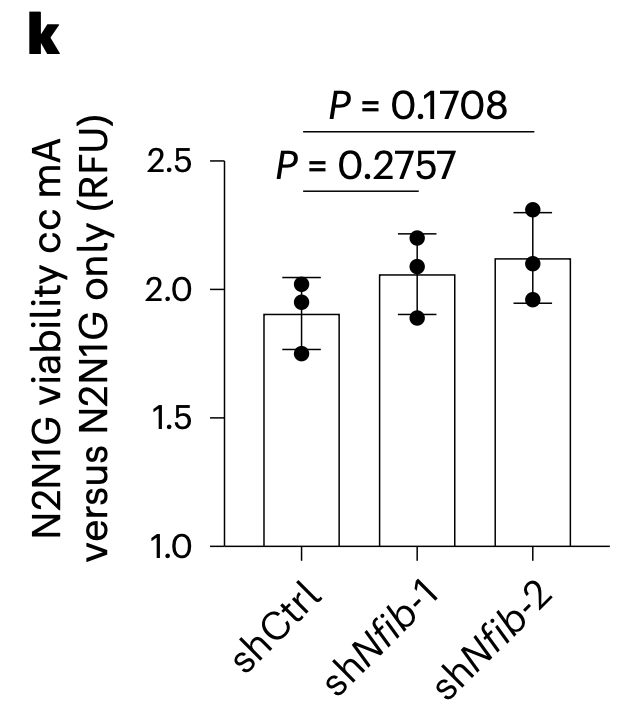 k
P = 0.1708
P = 0.2757
N2N1G viability cc mA
versus N2N1G only (RFU)
2.5
2.0
1.5
1.0
shCtrl
shNfib-1
shNfib-2